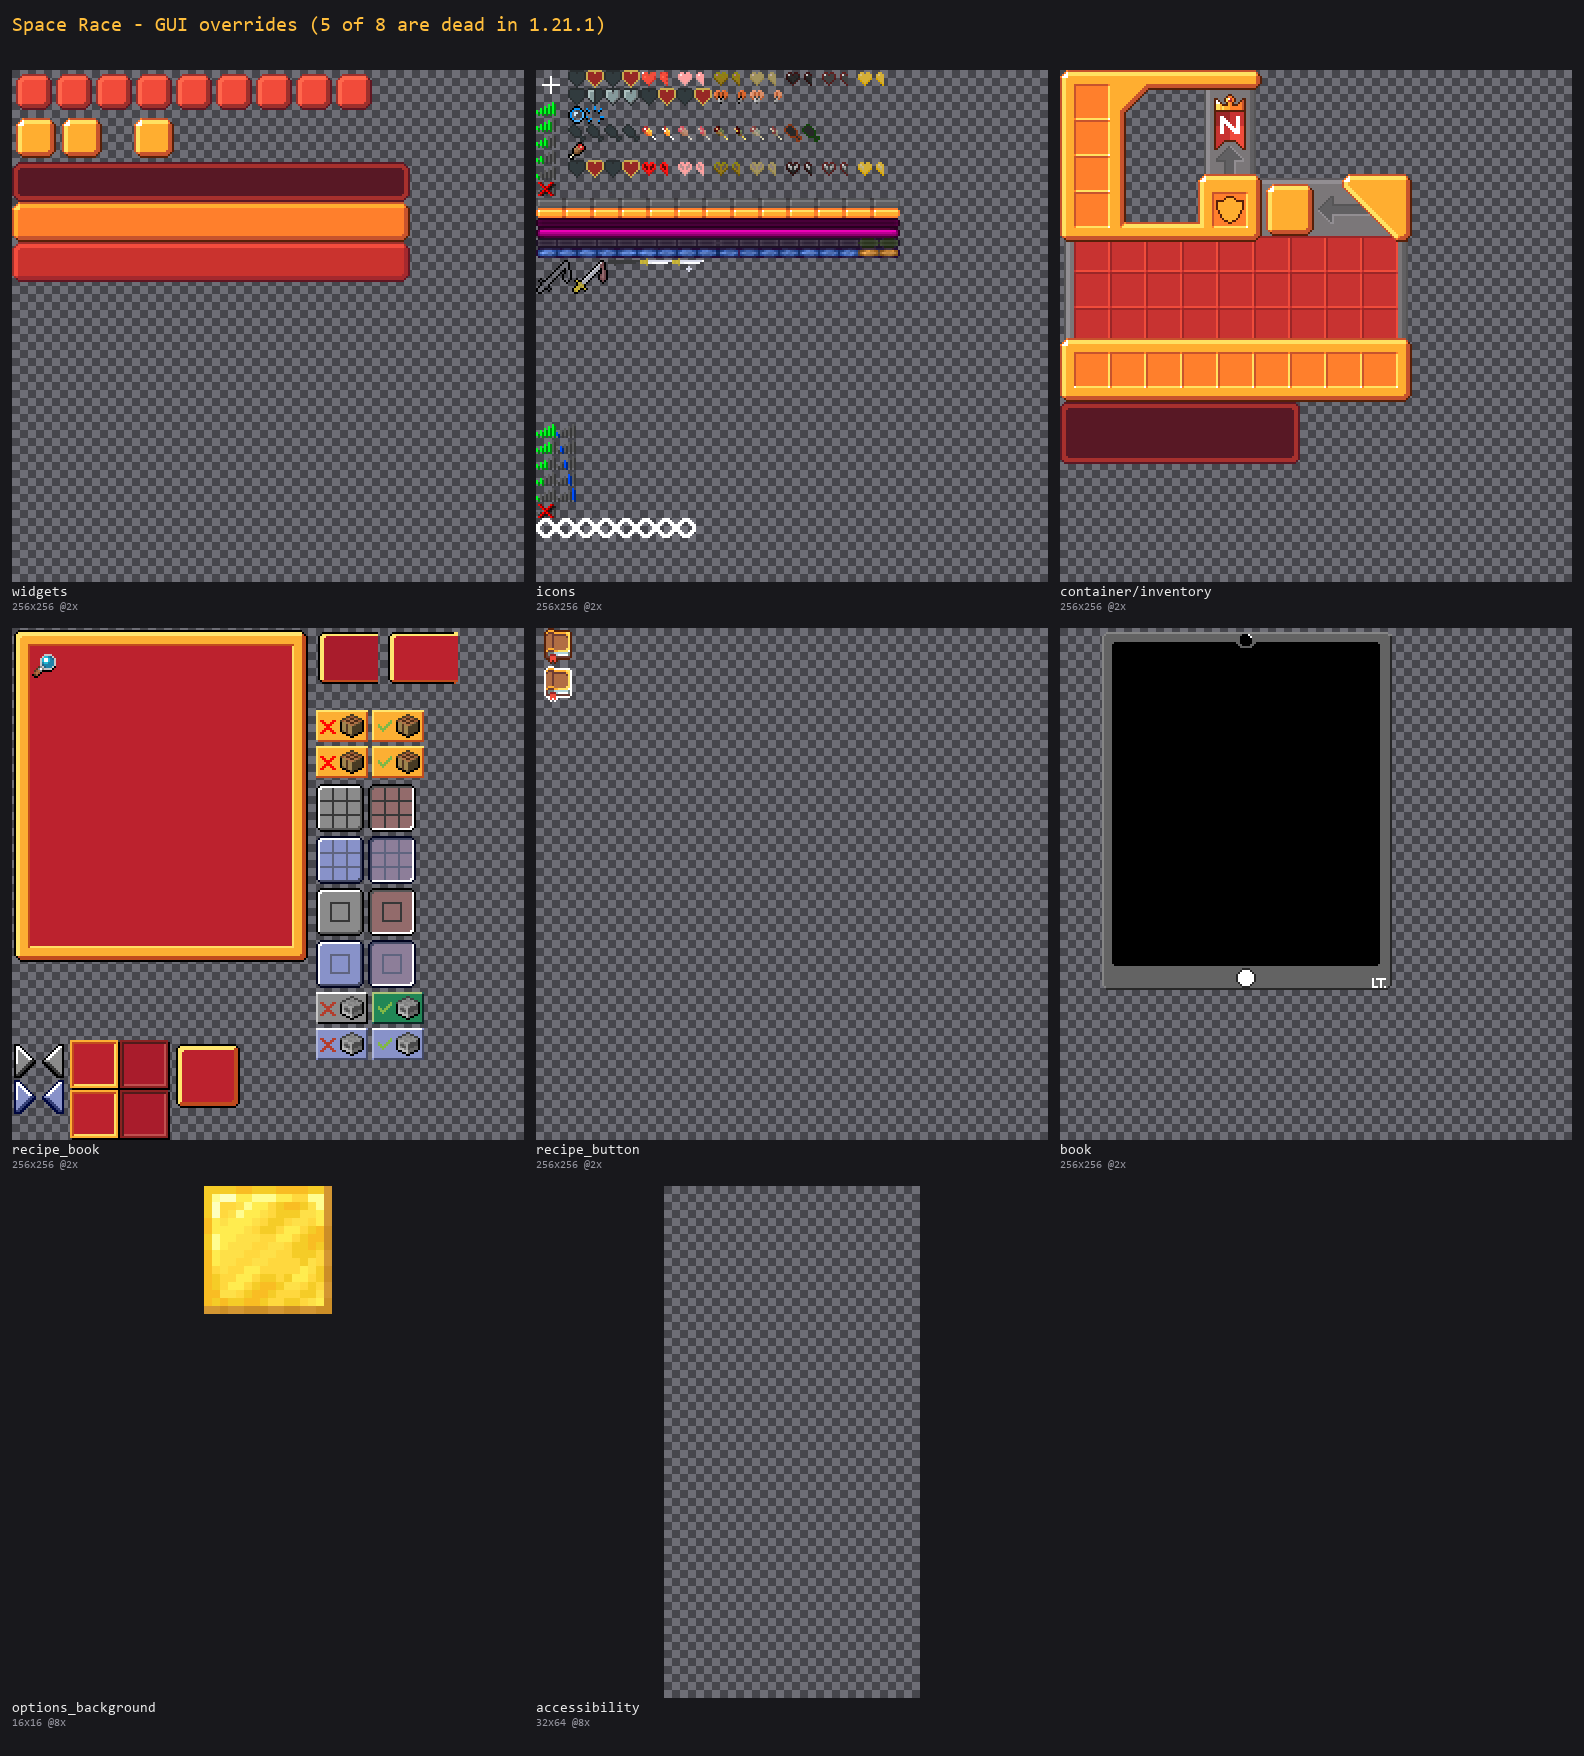 Space Race - GUI overrides (5 of 8 are dead in 1.21.1)
N
widgets
256x256 @2x
icons
256x256 @2x
container/inventory
256x256 @2x
LT.
recipe_book
256x256 @2x
recipe_button
256x256 @2x
book
256x256 @2x
options_background
16x16 @8x
accessibility
32x64 @8x